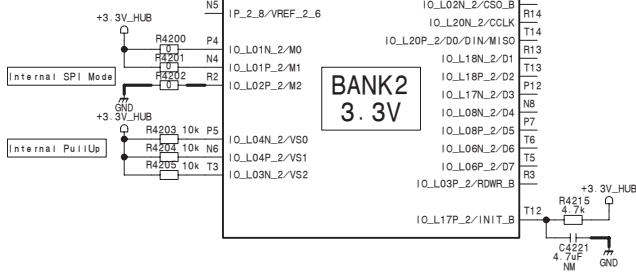 N5
IP_2_8/VREF_2_6
IO_L02N_2/CSO_B
+3.3V_HUB
IO_L20N_2/CCLK
R14
R4200
0
P4
IO_L01N_2/M0
IO_L20P_2/D0/DIN/MISO
T14
R4201
0
N4
IO_L01P_2/M1
IO_L18N_2/D1
R13
Internal SPI Mode
R4202
0
R2
IO_L02P_2/M2
IO_L18P_2/D2
T13
BANK2
3.3V
IO_L17N_2/D3
P12
GND
+3.3V_HUB
IO_L08N_2/D4
N8
R4203 10k P5
IO_L04N_2/VS0
IO_L08P_2/D5
P7
Internal PullUp
R4204 10k N6
IO_L04P_2/VS1
IO_L06N_2/D6
T6
R4205 10k T3
IO_L03N_2/VS2
IO_L06P_2/D7
T5
IO_L03P_2/RDWR_B
R3
+3.3V_HUB
R4215
4.7k
IO_L17P_2/INIT_B
T12
C4221
4.7uF
NM
GND